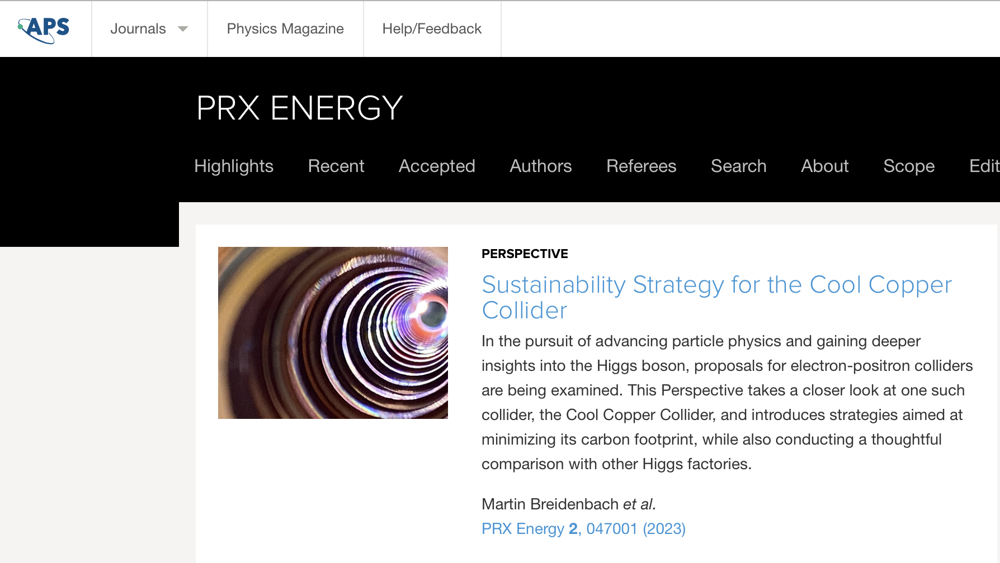 APS
Journals
Physics Magazine
Help/Feedback
PRX ENERGY
Highlights
Recent
Accepted
Authors
Referees
Search
About
Scope
Edit
PERSPECTIVE
Sustainability Strategy for the Cool Copper
Collider
In the pursuit of advancing particle physics and gaining deeper
insights into the Higgs boson, proposals for electron-positron colliders
are being examined. This Perspective takes a closer look at one such
collider, the Cool Copper Collider, and introduces strategies aimed at
minimizing its carbon footprint, while also conducting a thoughtful
comparison with other Higgs factories.
Martin Breidenbach et al.
PRX Energy 2, 047001 (2023)